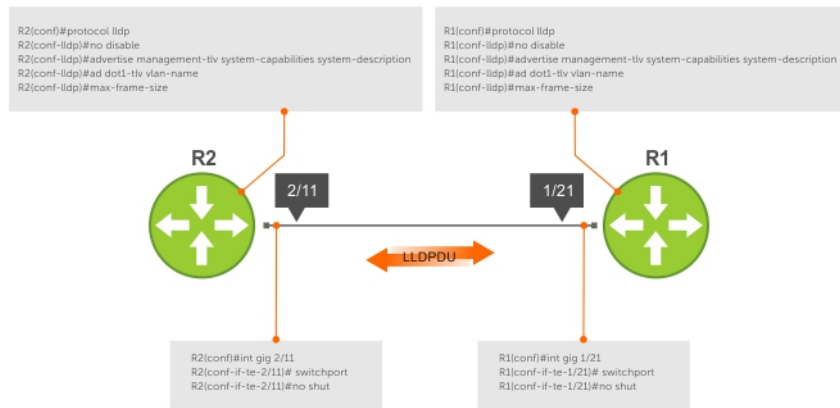 R2(conf)#protocol lldp
R2(conf-lldp)#no disable
R2(conf-lldp)#advertise management-tlv system-capabilities system-description
R2(conf-lldp)#ad dot1-tlv vlan-name
R2(conf-lldp)#max-frame-size
R1(conf)#protocol lldp
R1(conf-lldp)#no disable
R1(conf-lldp)#advertise management-tlv system-capabilities system-description
R1(conf-lldp)#ad dot1-tlv vlan-name
R1(conf-lldp)#max-frame-size
R2
R1
2/11
1/21
LLDPDU
R2(conf)#int gig 2/11
R2(conf-if-te-2/11)# switchport
R2(conf-if-te-2/11)#no shut
R1(conf)#int gig 1/21
R1(conf-if-te-1/21)# switchport
R1(conf-if-te-1/21)#no shut